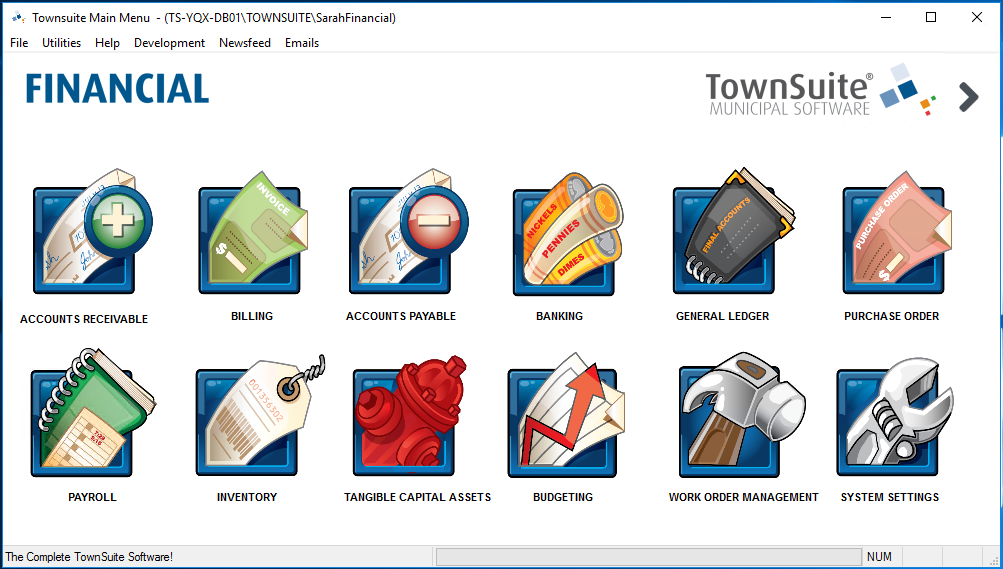 Townsuite Main Menu - (TS-YQX-DB01\TOWNSUITE\SarahFinancial)
File Utilities Help Development Newsfeed Emails
FINANCIAL
TownSuite®
MUNICIPAL SOFTWARE
INVOICE
$
NICKELS
PENNIES
DIMES
FINAL ACCOUNTS
PURCHASE ORDER
$
ACCOUNTS RECEIVABLE
BILLING
ACCOUNTS PAYABLE
BANKING
GENERAL LEDGER
PURCHASE ORDER
001356302
PAYROLL
INVENTORY
TANGIBLE CAPITAL ASSETS
BUDGETING
WORK ORDER MANAGEMENT
SYSTEM SETTINGS
The Complete TownSuite Software!
NUM